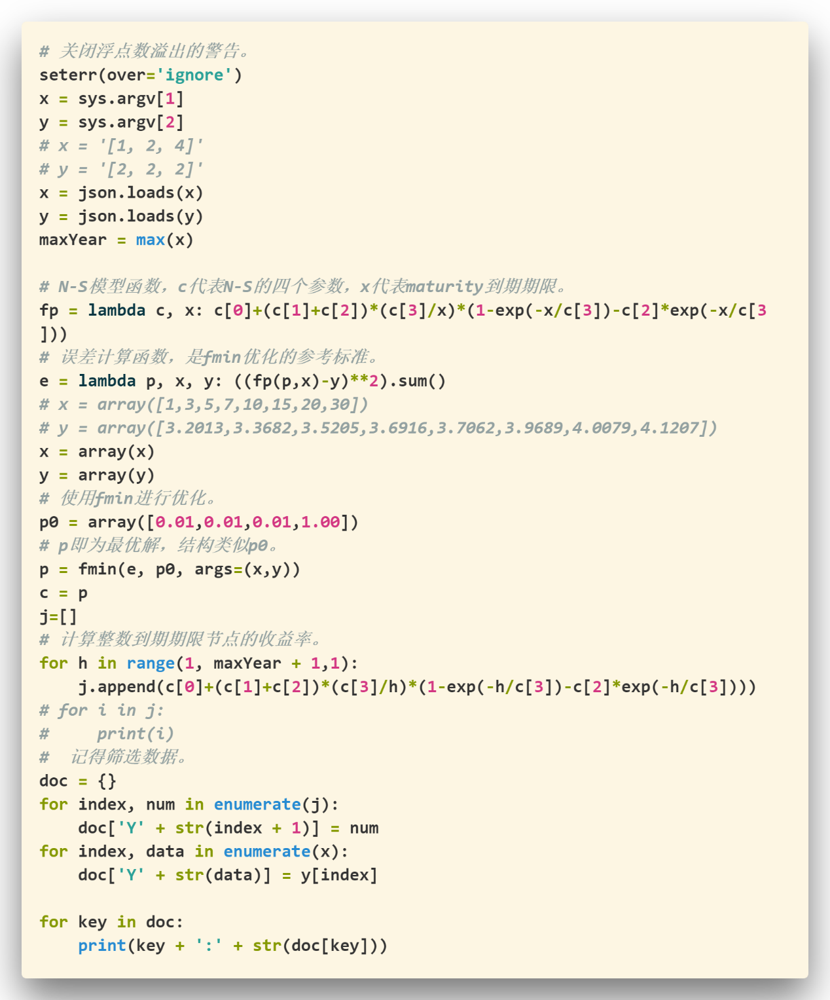 # 关闭浮点数溢出的警告。
seterr(over='ignore')
x = sys.argv[1]
y = sys.argv[2]
# x = '[1, 2, 4]'
# y = '[2, 2, 2]'
x = json.loads(x)
y = json.loads(y)
maxYear = max(x)

# N-S模型函数，c代表N-S的四个参数，x代表maturity到期期限。
fp = lambda c, x: c[0]+(c[1]+c[2])*(c[3]/x)*(1-exp(-x/c[3])-c[2]*exp(-x/c[3
]))
# 误差计算函数，是fmin优化的参考标准。
e = lambda p, x, y: ((fp(p,x)-y)**2).sum()
# x = array([1,3,5,7,10,15,20,30])
# y = array([3.2013,3.3682,3.5205,3.6916,3.7062,3.9689,4.0079,4.1207])
x = array(x)
y = array(y)
# 使用fmin进行优化。
p0 = array([0.01,0.01,0.01,1.00])
# p即为最优解，结构类似p0。
p = fmin(e, p0, args=(x,y))
c = p
j=[]
# 计算整数到期期限节点的收益率。
for h in range(1, maxYear + 1,1):
    j.append(c[0]+(c[1]+c[2])*(c[3]/h)*(1-exp(-h/c[3])-c[2]*exp(-h/c[3])))
# for i in j:
#     print(i)
#  记得筛选数据。
doc = {}
for index, num in enumerate(j):
    doc['Y' + str(index + 1)] = num
for index, data in enumerate(x):
    doc['Y' + str(data)] = y[index]

for key in doc:
    print(key + ':' + str(doc[key]))